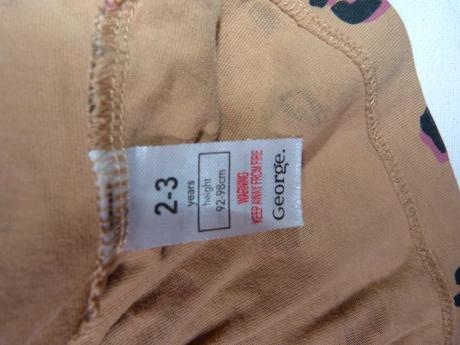 George.
WARNING
KEEP AWAY FROM FIRE
height
92-98cm
2-3
years